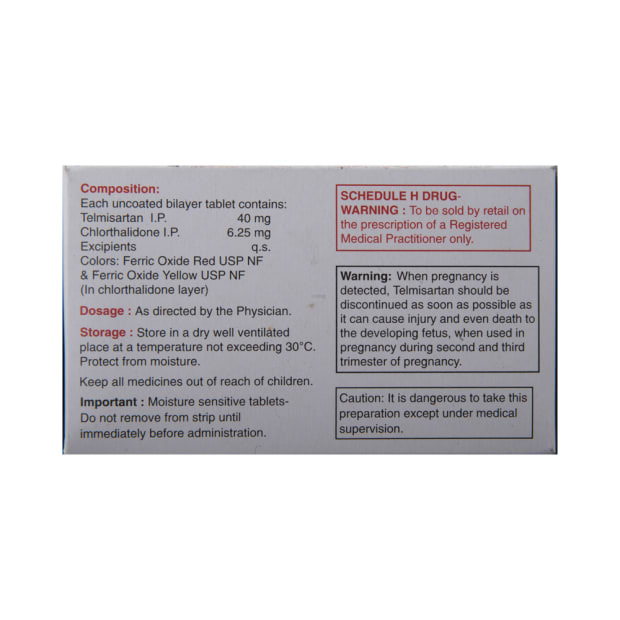 Composition:
Each uncoated bilayer tablet contains:
Telmisartan I.P. 40 mg
Chlorthalidone I.P. 6.25 mg
Excipients q.s.
Colors: Ferric Oxide Red USP NF
& Ferric Oxide Yellow USP NF
(In chlorthalidone layer)
Dosage : As directed by the Physician.
Storage : Store in a dry well ventilated
place at a temperature not exceeding 30°C.
Protect from moisture.
Keep all medicines out of reach of children.
Important : Moisture sensitive tablets-
Do not remove from strip until
immediately before administration.
SCHEDULE H DRUG-
WARNING : To be sold by retail on
the prescription of a Registered
Medical Practitioner only.
Warning: When pregnancy is
detected, Telmisartan should be
discontinued as soon as possible as
it can cause injury and even death to
the developing fetus, when used in
pregnancy during second and third
trimester of pregnancy.
Caution: It is dangerous to take this
preparation except under medical
supervision.